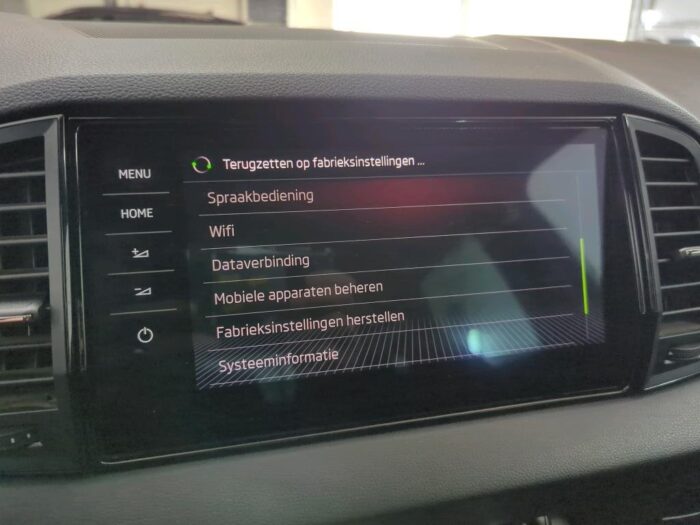 MENU
HOME
Terugzetten op fabrieksinstellingen ...
Spraakbediening
Wifi
Dataverbinding
Mobiele apparaten beheren
Fabrieksinstellingen herstellen
Systeeminformatie